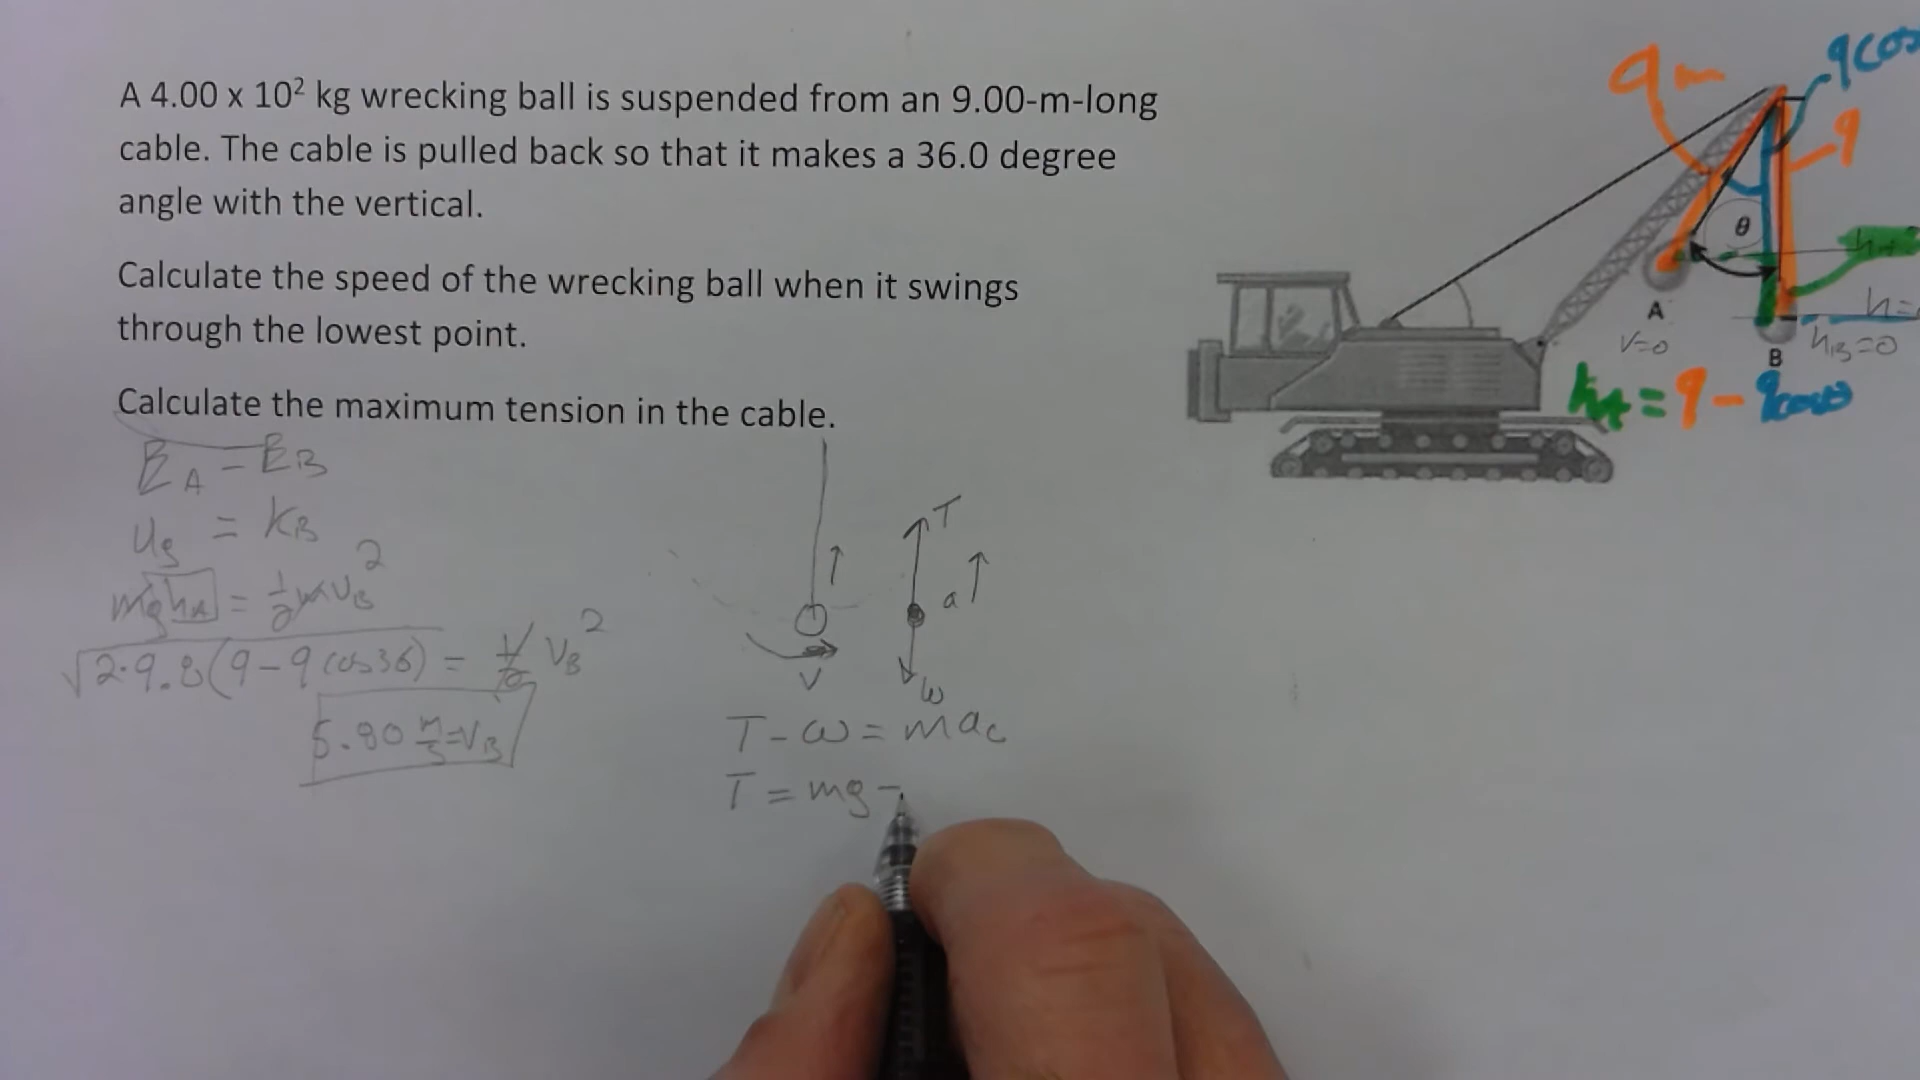 A 4.00 x 10² kg wrecking ball is suspended from an 9.00-m-long
cable. The cable is pulled back so that it makes a 36.0 degree
angle with the vertical.
Calculate the speed of the wrecking ball when it swings
through the lowest point.
Calculate the maximum tension in the cable.
E_A = E_B
U_g = K_B
mgh_A = 1/2 m v_B²
√2·9.8(9-9cos36) = 1/2 V_B²
5.90 m/s = V_B
T
a
w
V
T - w = ma_c
T = mg
9m
9cos
9
θ
A
V=0
h=
h_B=0
B
h_A = 9 - 9cosθ